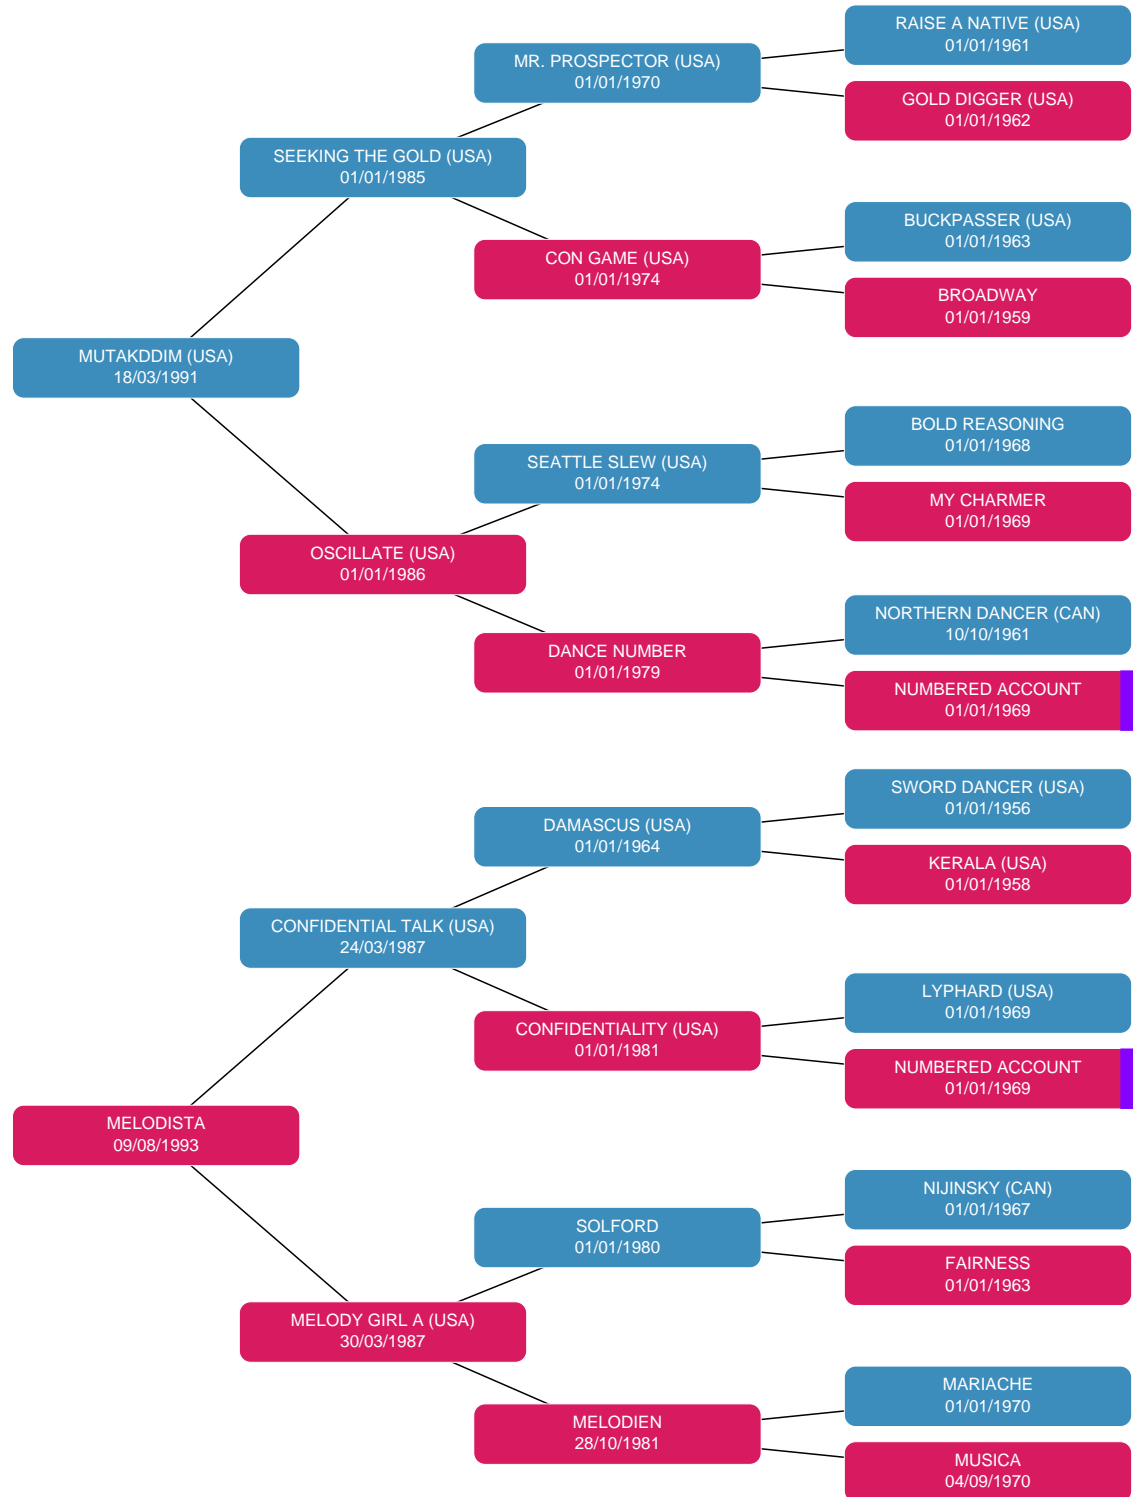 RAISE A NATIVE (USA)
01/01/1961
MR. PROSPECTOR (USA)
01/01/1970
GOLD DIGGER (USA)
01/01/1962
SEEKING THE GOLD (USA)
01/01/1985
BUCKPASSER (USA)
01/01/1963
CON GAME (USA)
01/01/1974
BROADWAY
01/01/1959
MUTAKDDIM (USA)
18/03/1991
BOLD REASONING
01/01/1968
SEATTLE SLEW (USA)
01/01/1974
MY CHARMER
01/01/1969
OSCILLATE (USA)
01/01/1986
NORTHERN DANCER (CAN)
10/10/1961
DANCE NUMBER
01/01/1979
NUMBERED ACCOUNT
01/01/1969
SWORD DANCER (USA)
01/01/1956
DAMASCUS (USA)
01/01/1964
KERALA (USA)
01/01/1958
CONFIDENTIAL TALK (USA)
24/03/1987
LYPHARD (USA)
01/01/1969
CONFIDENTIALITY (USA)
01/01/1981
NUMBERED ACCOUNT
01/01/1969
MELODISTA
09/08/1993
NIJINSKY (CAN)
01/01/1967
SOLFORD
01/01/1980
FAIRNESS
01/01/1963
MELODY GIRL A (USA)
30/03/1987
MARIACHE
01/01/1970
MELODIEN
28/10/1981
MUSICA
04/09/1970